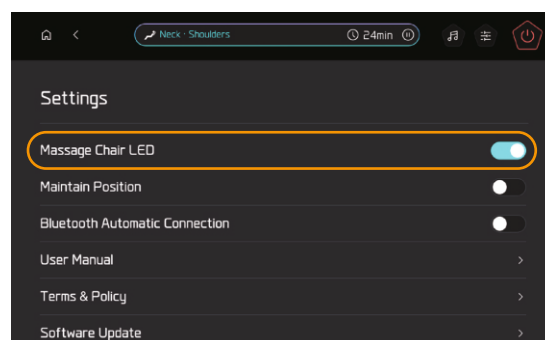 Neck · Shoulders 24min
Settings
Massage Chair LED
Maintain Position
Bluetooth Automatic Connection
User Manual
Terms & Policy
Software Update